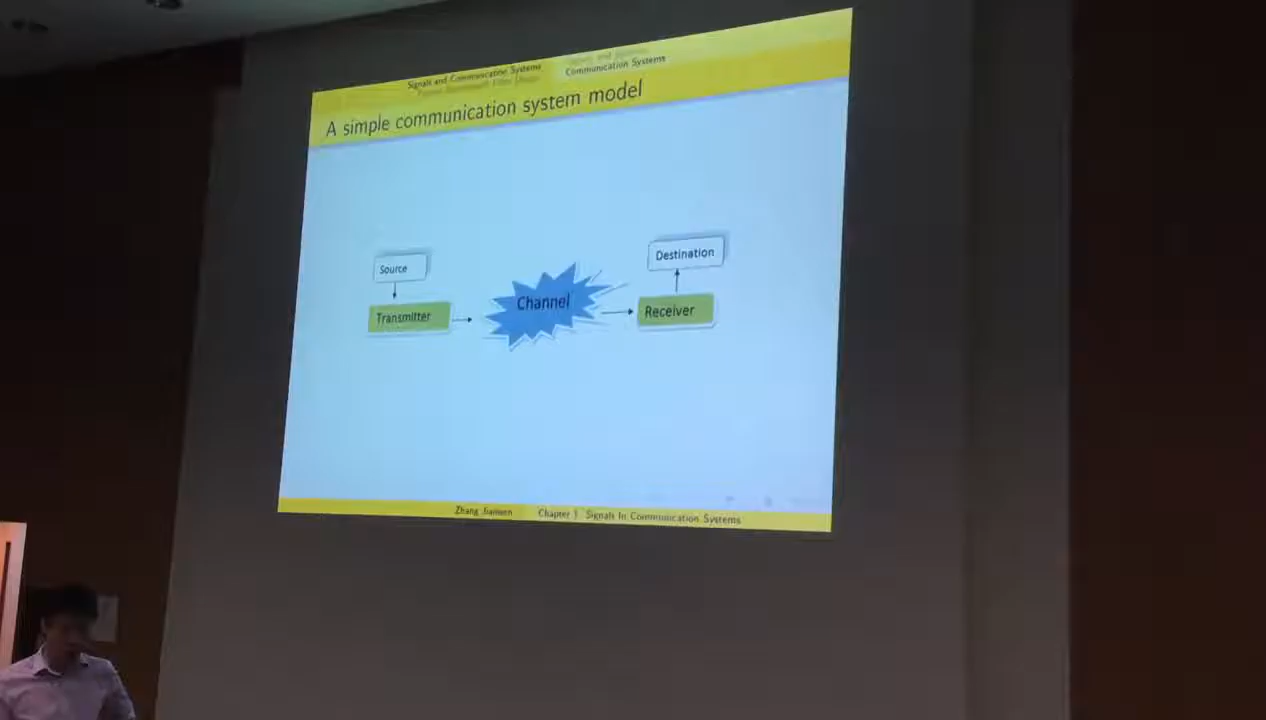 Signals and Communication Systems
Communication Systems
A simple communication system model
Source
Destination
Transmitter
Channel
Receiver
Zhang Chapter 1 Signals In Communication Systems